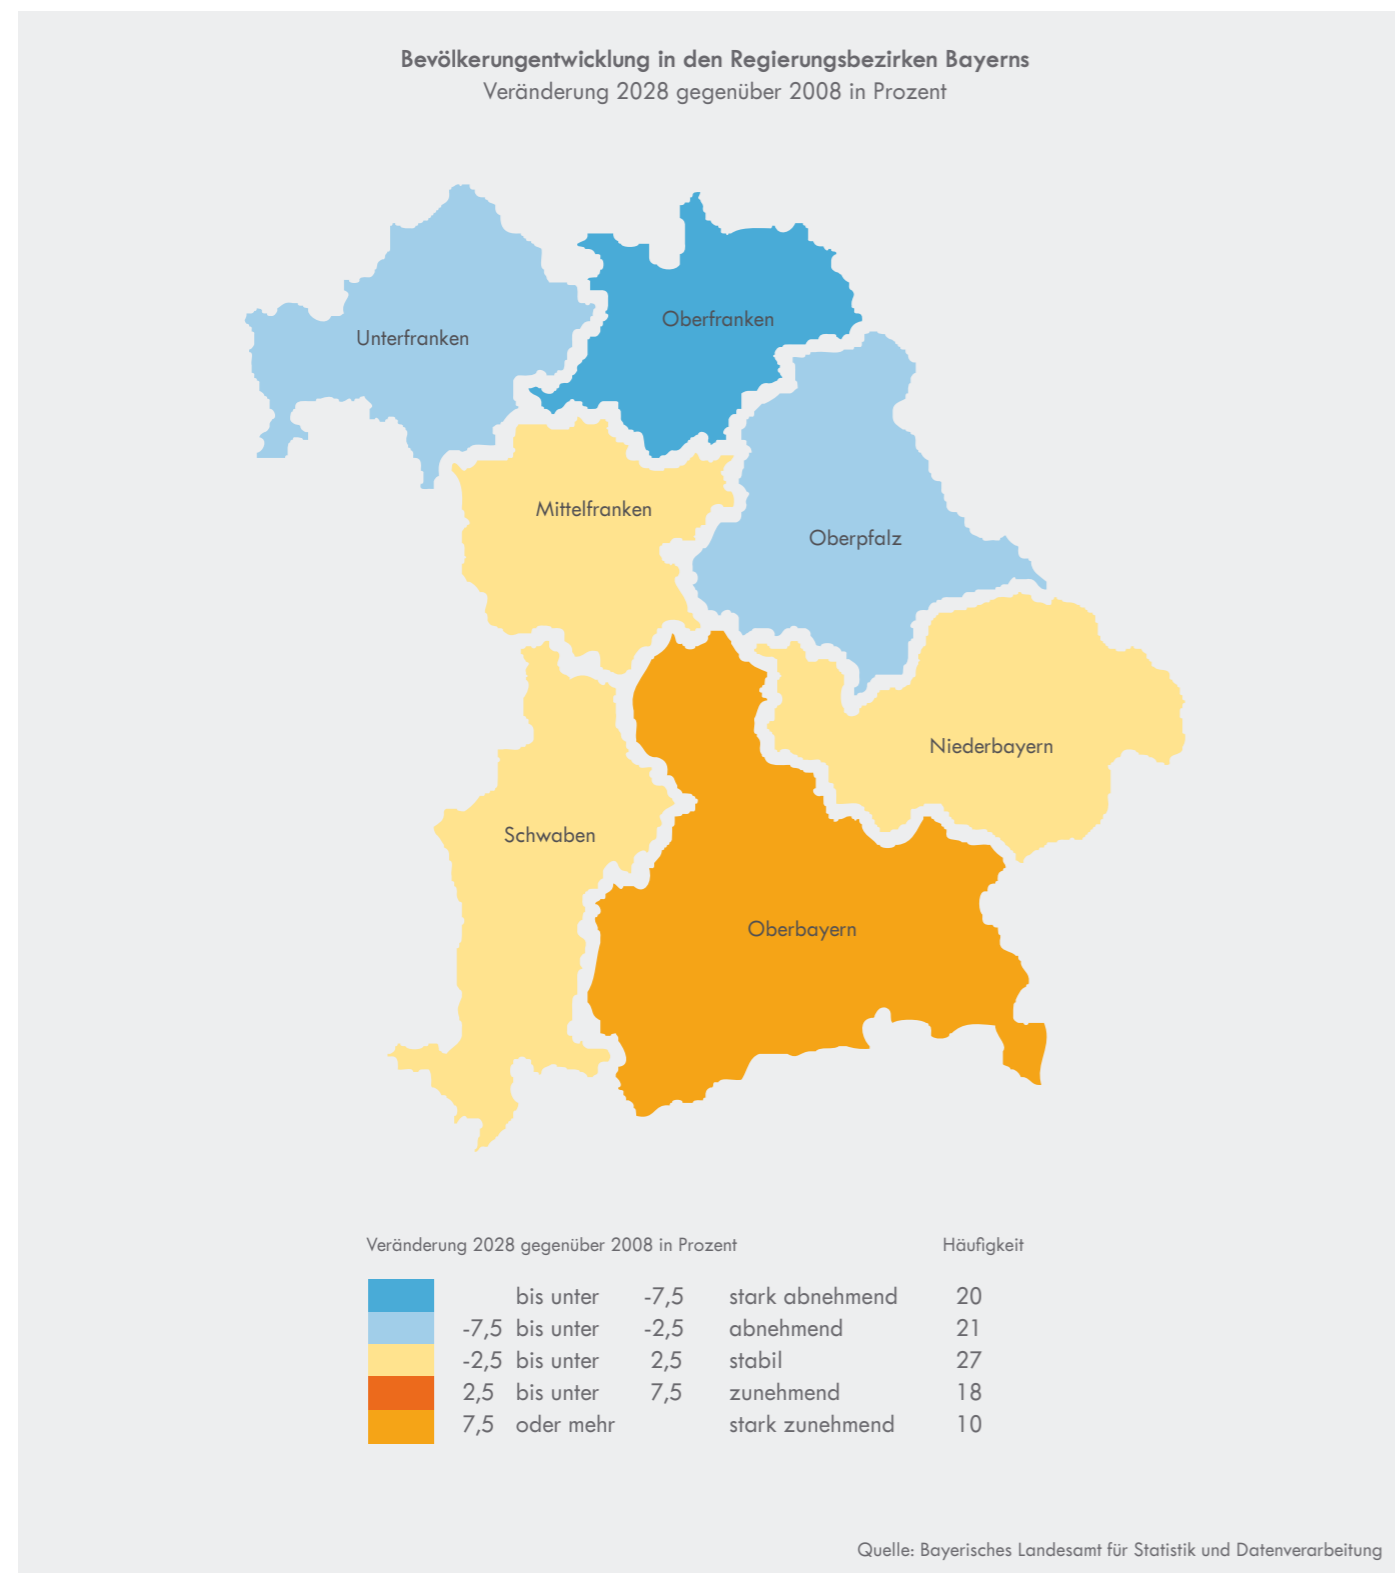 Bevölkerungentwicklung in den Regierungsbezirken Bayerns
Veränderung 2028 gegenüber 2008 in Prozent
Oberfranken
Unterfranken
Mittelfranken
Oberpfalz
Niederbayern
Schwaben
Oberbayern
Veränderung 2028 gegenüber 2008 in Prozent Häufigkeit
bis unter -7,5 stark abnehmend 20
-7,5 bis unter -2,5 abnehmend 21
-2,5 bis unter 2,5 stabil 27
2,5 bis unter 7,5 zunehmend 18
7,5 oder mehr stark zunehmend 10
Quelle: Bayerisches Landesamt für Statistik und Datenverarbeitung